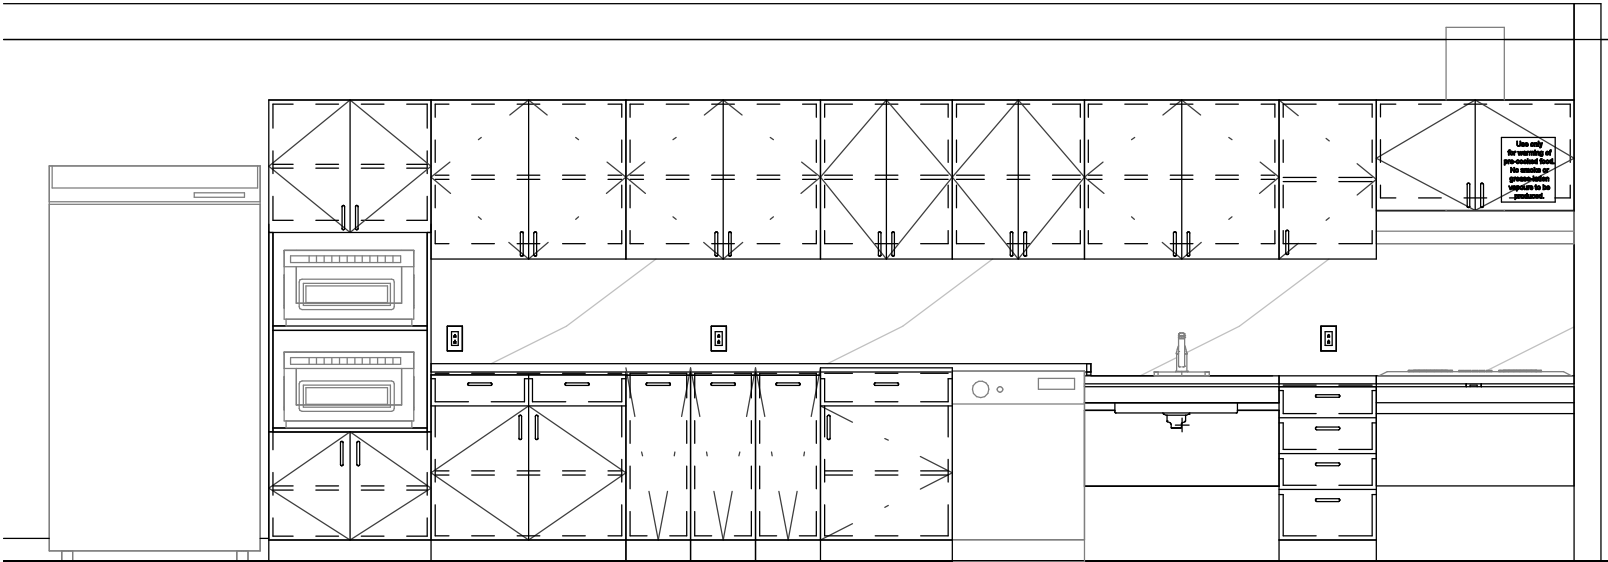 Use only
for warming of
pre-cooked food.
No smoke or
grease-laden
vapours to be
produced.